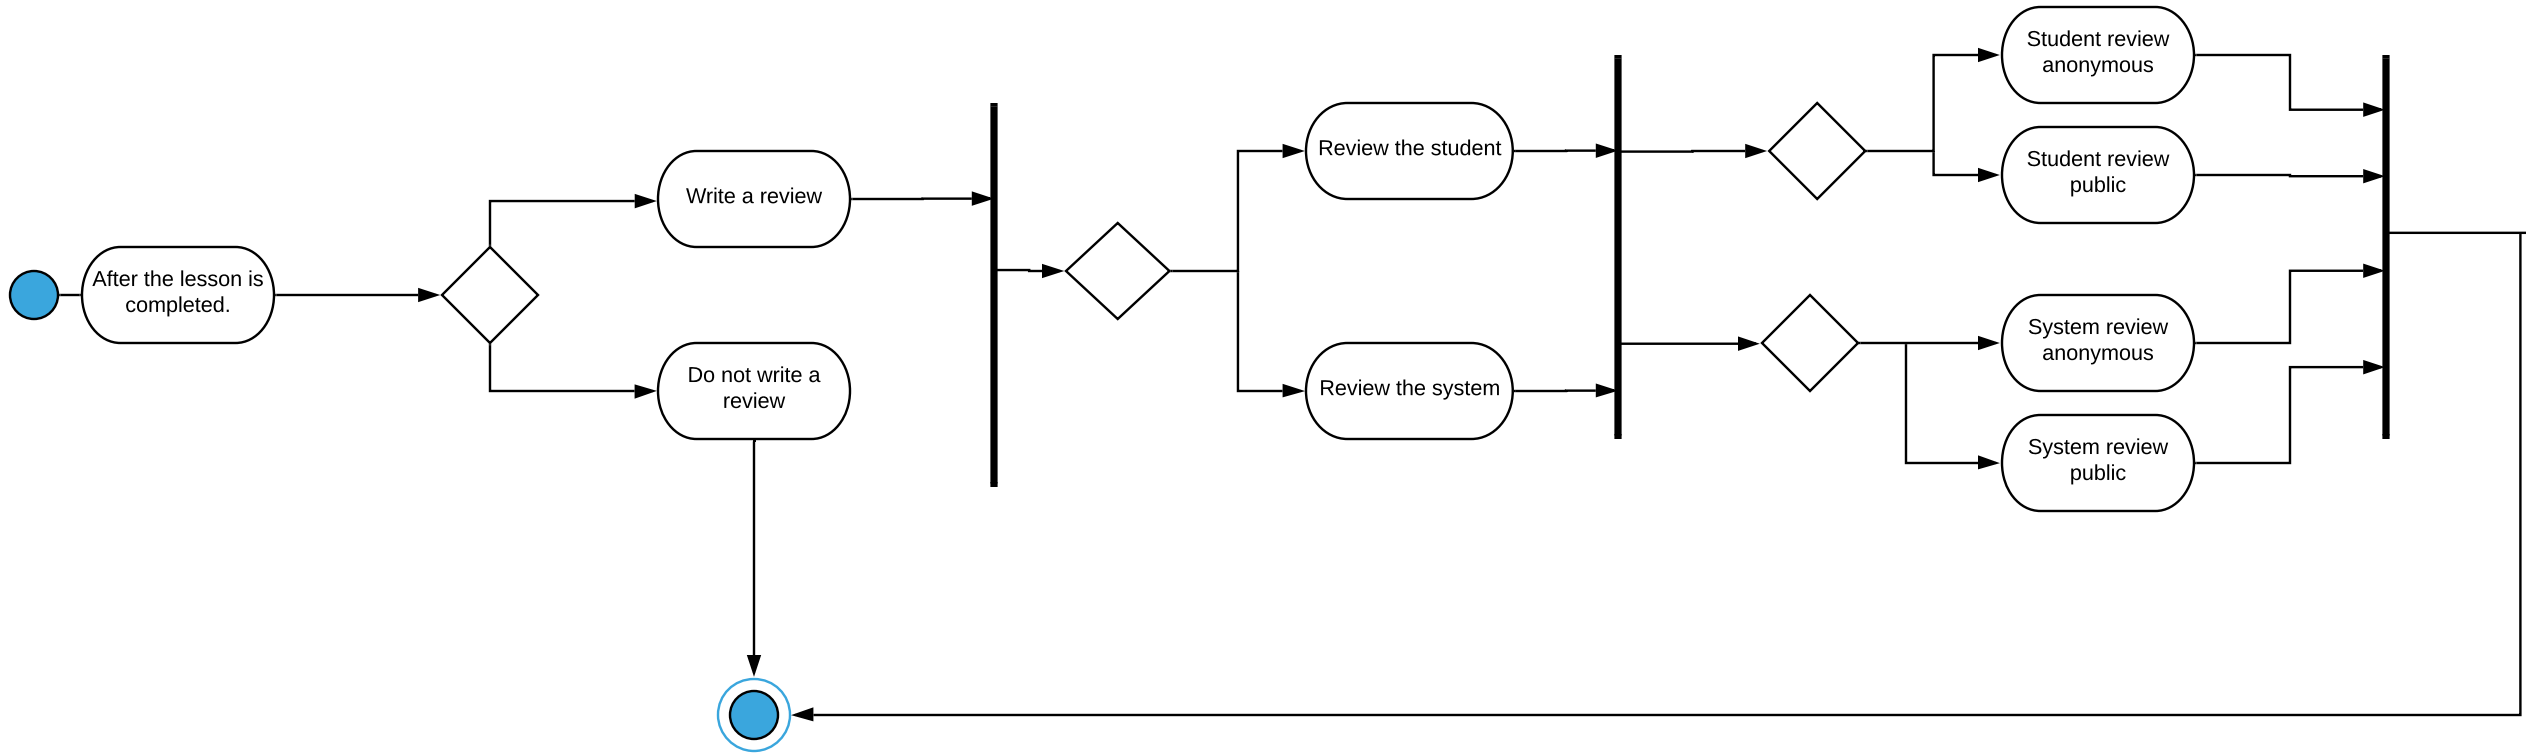 After the lesson is
completed.
Write a review
Do not write a
review
Review the student
Review the system
Student review
anonymous
Student review
public
System review
anonymous
System review
public